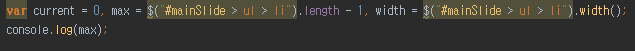 var current = 0, max = $("#mainSlide > ul > li").length - 1, width = $("#mainSlide > ul > li").width();
console.log(max);